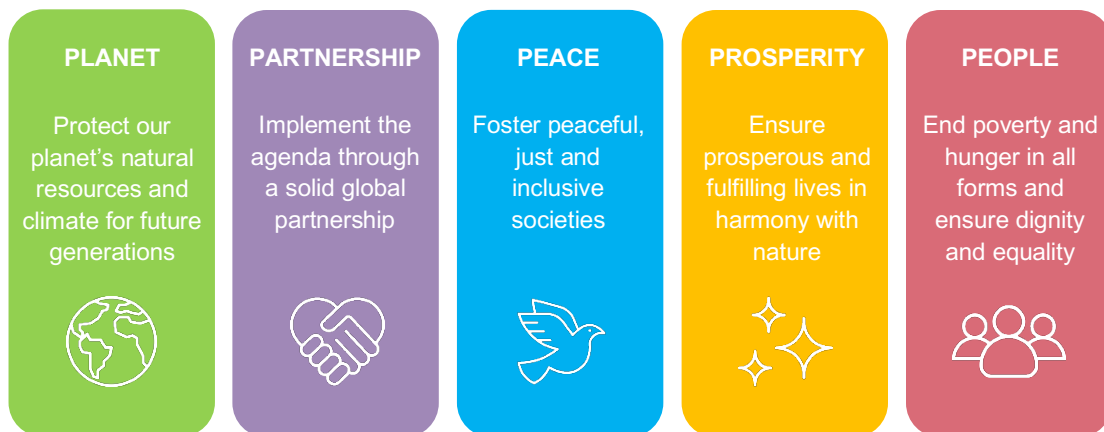 PLANET
Protect our
planet's natural
resources and
climate for future
generations
PARTNERSHIP
Implement the
agenda through
a solid global
partnership
PEACE
Foster peaceful,
just and
inclusive
societies
PROSPERITY
Ensure
prosperous and
fulfilling lives in
harmony with
nature
PEOPLE
End poverty and
hunger in all
forms and
ensure dignity
and equality